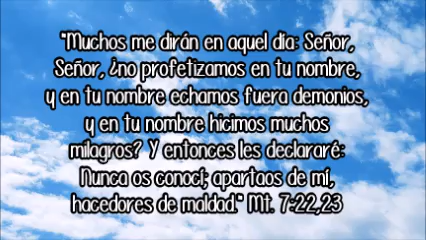 "Muchos me dirán en aquel día: Señor,
Señor, ¿no profetizamos en tu nombre,
y en tu nombre echamos fuera demonios,
y en tu nombre hicimos muchos
milagros? Y entonces les declararé:
Nunca os conocí; apartaos de mí,
hacedores de maldad." Mt. 7:22,23